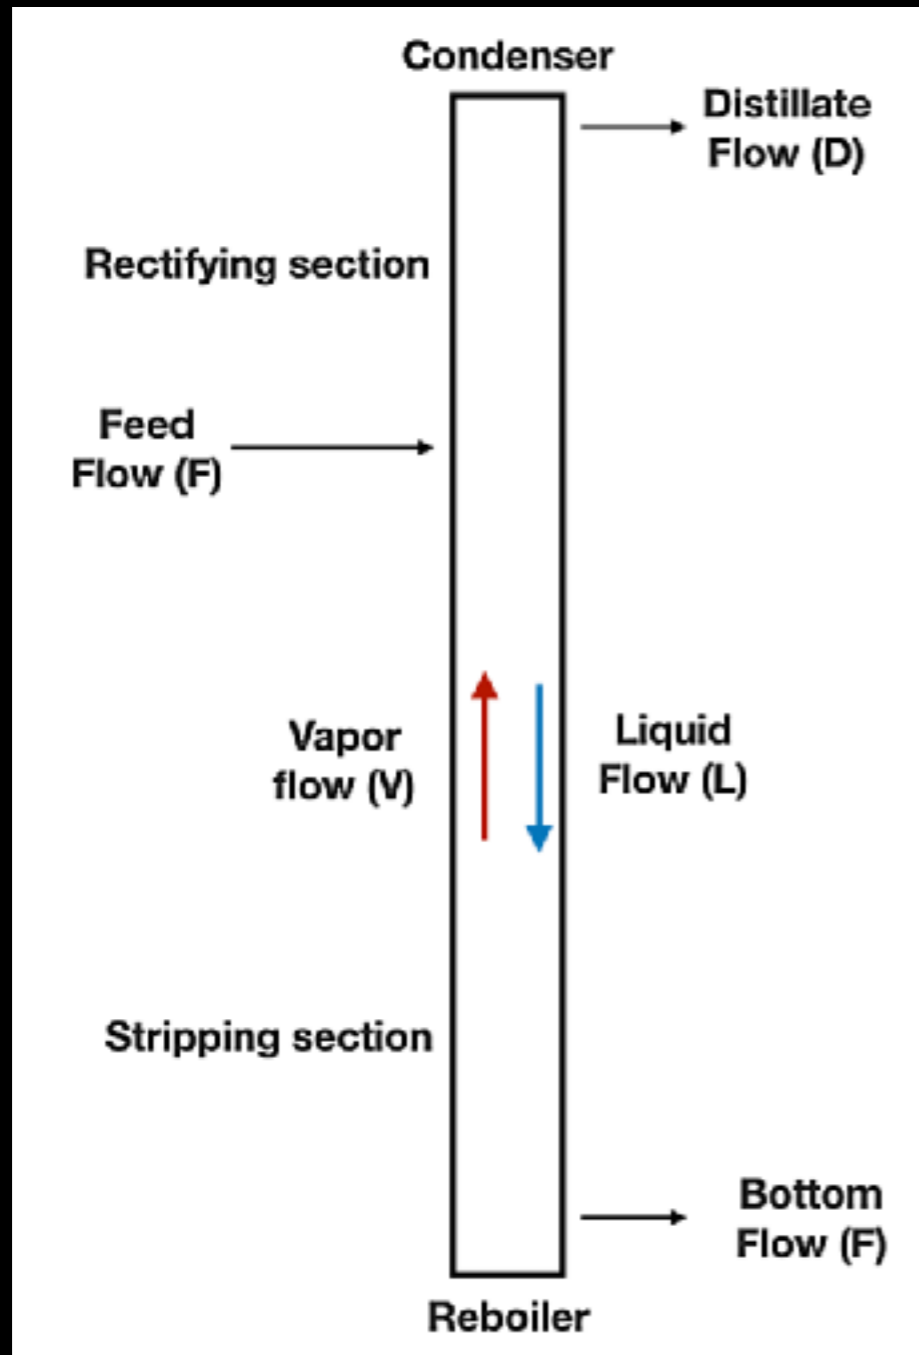 Condenser
Distillate
Flow (D)
Rectifying section
Feed
Flow (F)
Vapor
flow (V)
Liquid
Flow (L)
Stripping section
Bottom
Flow (F)
Reboiler